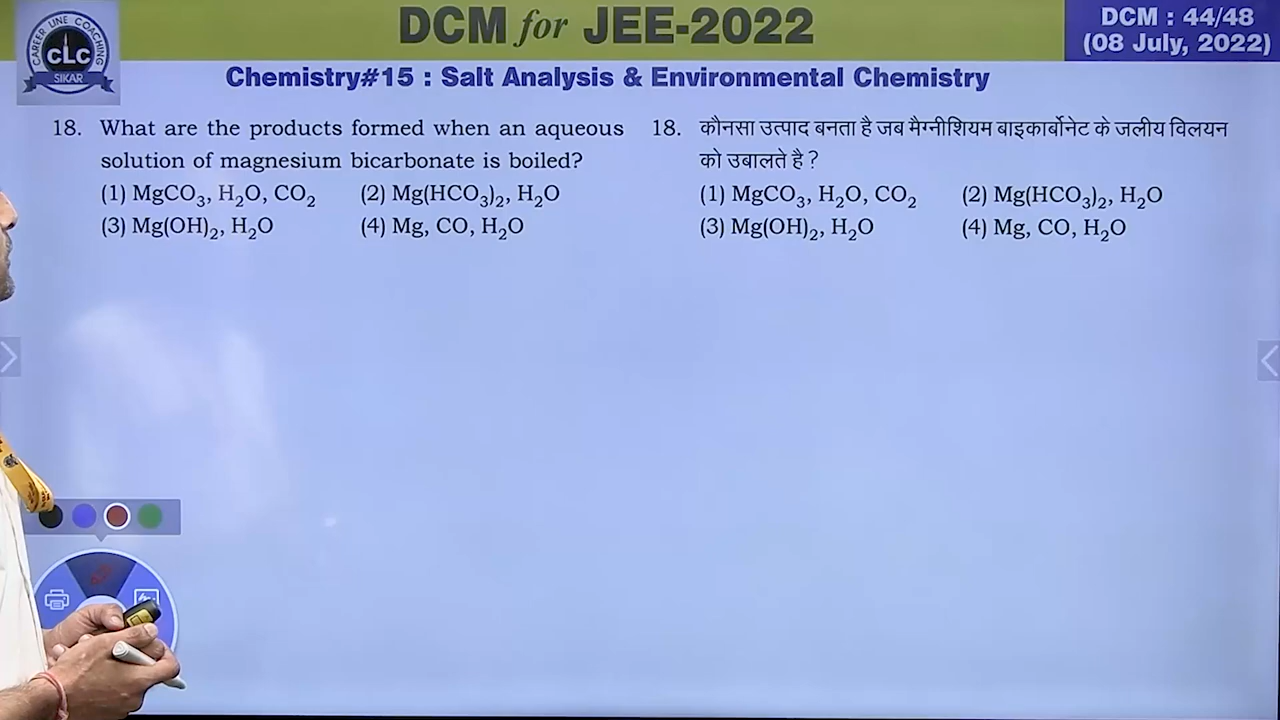 DCM for JEE-2022
DCM : 44/48
(08 July, 2022)
CAREER LINE COACHING
CLC
SIKAR
Chemistry#15 : Salt Analysis & Environmental Chemistry
18. What are the products formed when an aqueous
solution of magnesium bicarbonate is boiled?
(1) MgCO₃, H₂O, CO₂ (2) Mg(HCO₃)₂, H₂O
(3) Mg(OH)₂, H₂O (4) Mg, CO, H₂O
18. कौनसा उत्पाद बनता है जब मैग्नीशियम बाइकार्बोनेट के जलीय विलयन
को उबालते है ?
(1) MgCO₃, H₂O, CO₂ (2) Mg(HCO₃)₂, H₂O
(3) Mg(OH)₂, H₂O (4) Mg, CO, H₂O